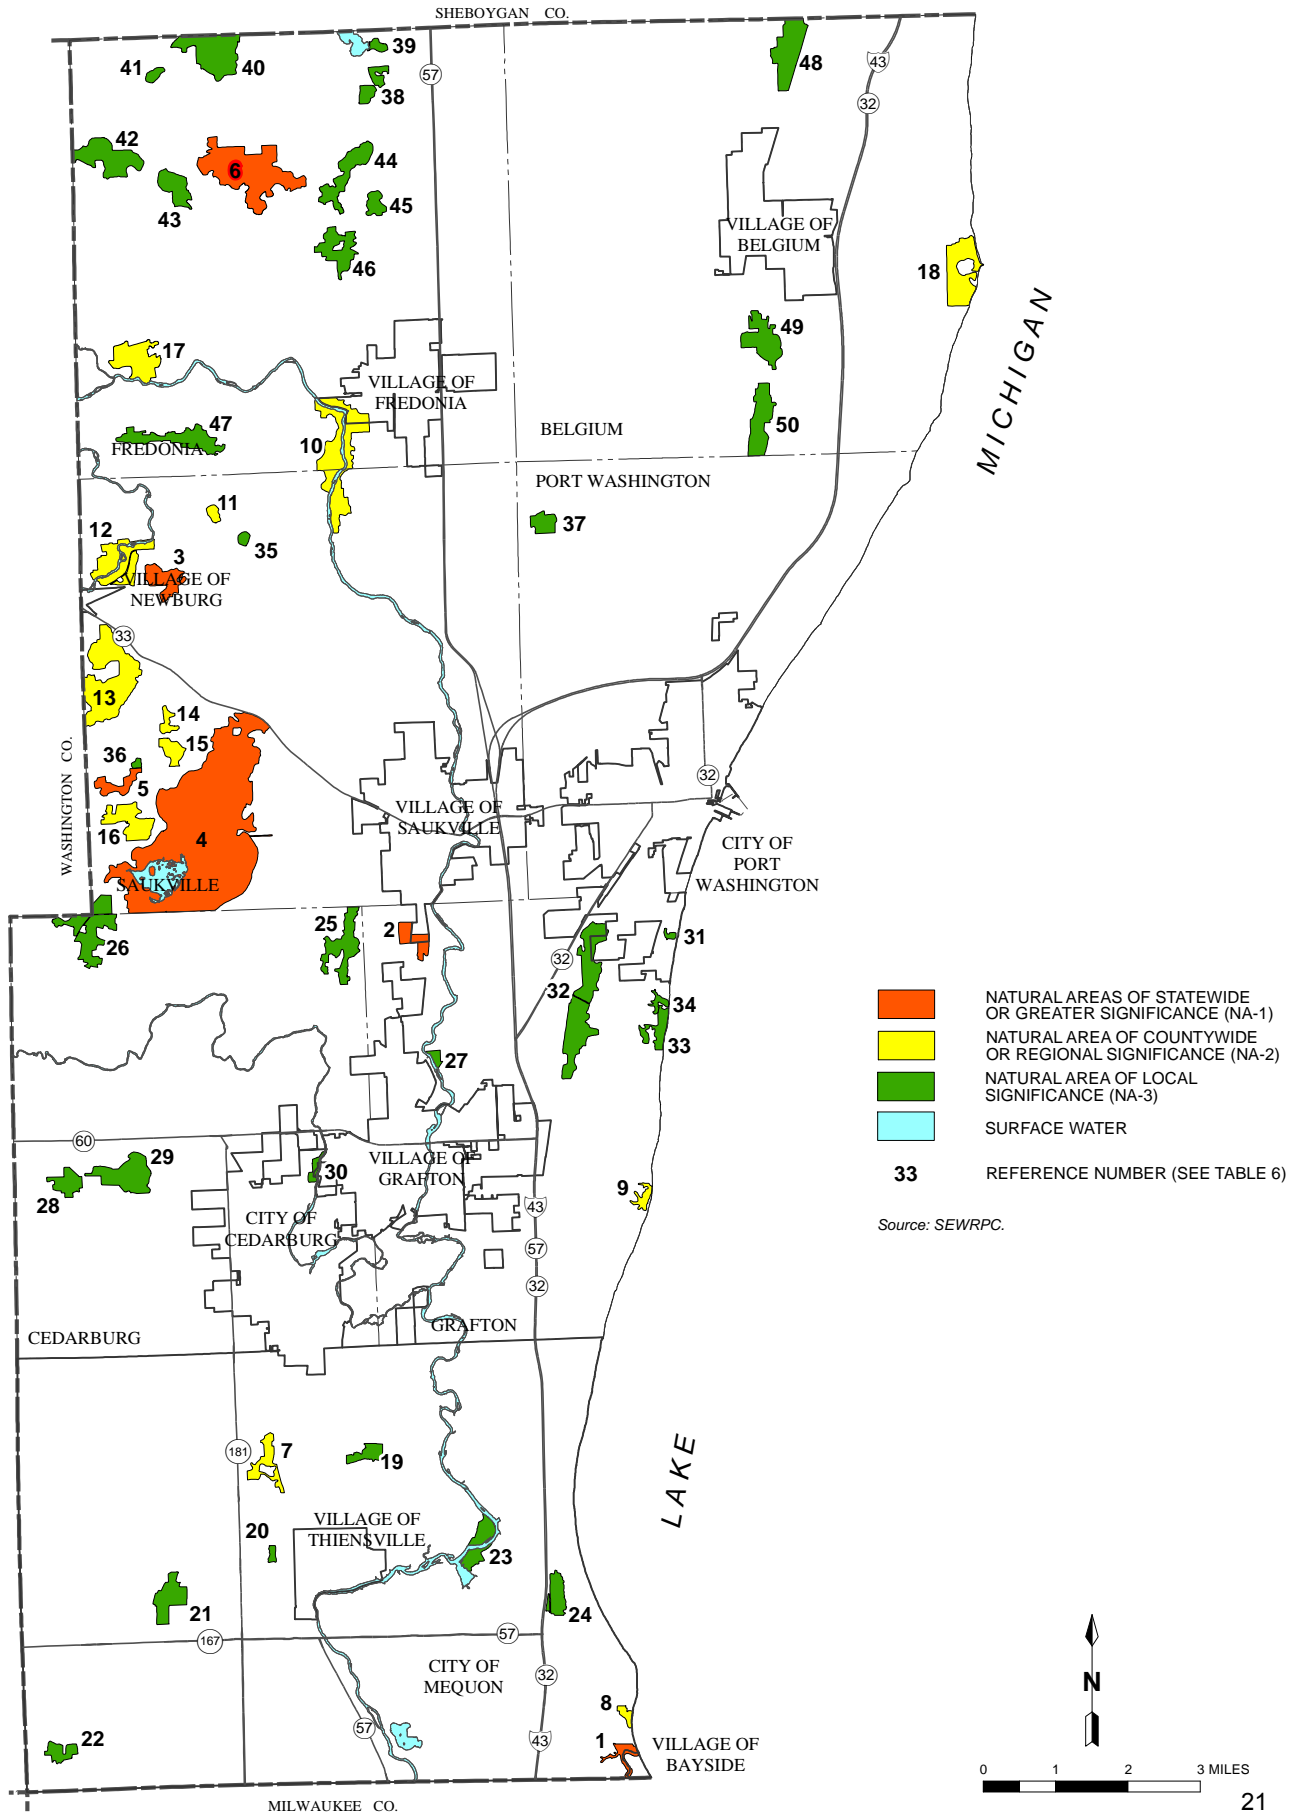 SHEBOYGAN CO.
39
41
40
57
38
48
43
32
42
6
44
43
45
46
VILLAGE OF
BELGIUM
18
MICHIGAN
17
49
VILLAGE OF
FREDONIA
47
FREDONIA
10
BELGIUM
50
PORT WASHINGTON
11
12
35
37
3
VILLAGE OF
NEWBURG
33
13
14
15
36
5
WASHINGTON CO.
16
4
SAUKVILLE
32
VILLAGE OF
SAUKVILLE
CITY OF
PORT
WASHINGTON
26
25
2
32
31
32
34
33
27
NATURAL AREAS OF STATEWIDE
OR GREATER SIGNIFICANCE (NA-1)
NATURAL AREA OF COUNTYWIDE
OR REGIONAL SIGNIFICANCE (NA-2)
NATURAL AREA OF LOCAL
SIGNIFICANCE (NA-3)
SURFACE WATER
33 REFERENCE NUMBER (SEE TABLE 6)
Source: SEWRPC.
60
29
28
30
VILLAGE OF
GRAFTON
9
43
CITY OF
CEDARBURG
57
32
CEDARBURG
GRAFTON
181
7
19
LAKE
20
VILLAGE OF
THIENSVILLE
23
21
24
167
57
CITY OF
MEQUON
32
8
57
22
43
1
VILLAGE OF
BAYSIDE
MILWAUKEE CO.
N
0 1 2 3 MILES
21